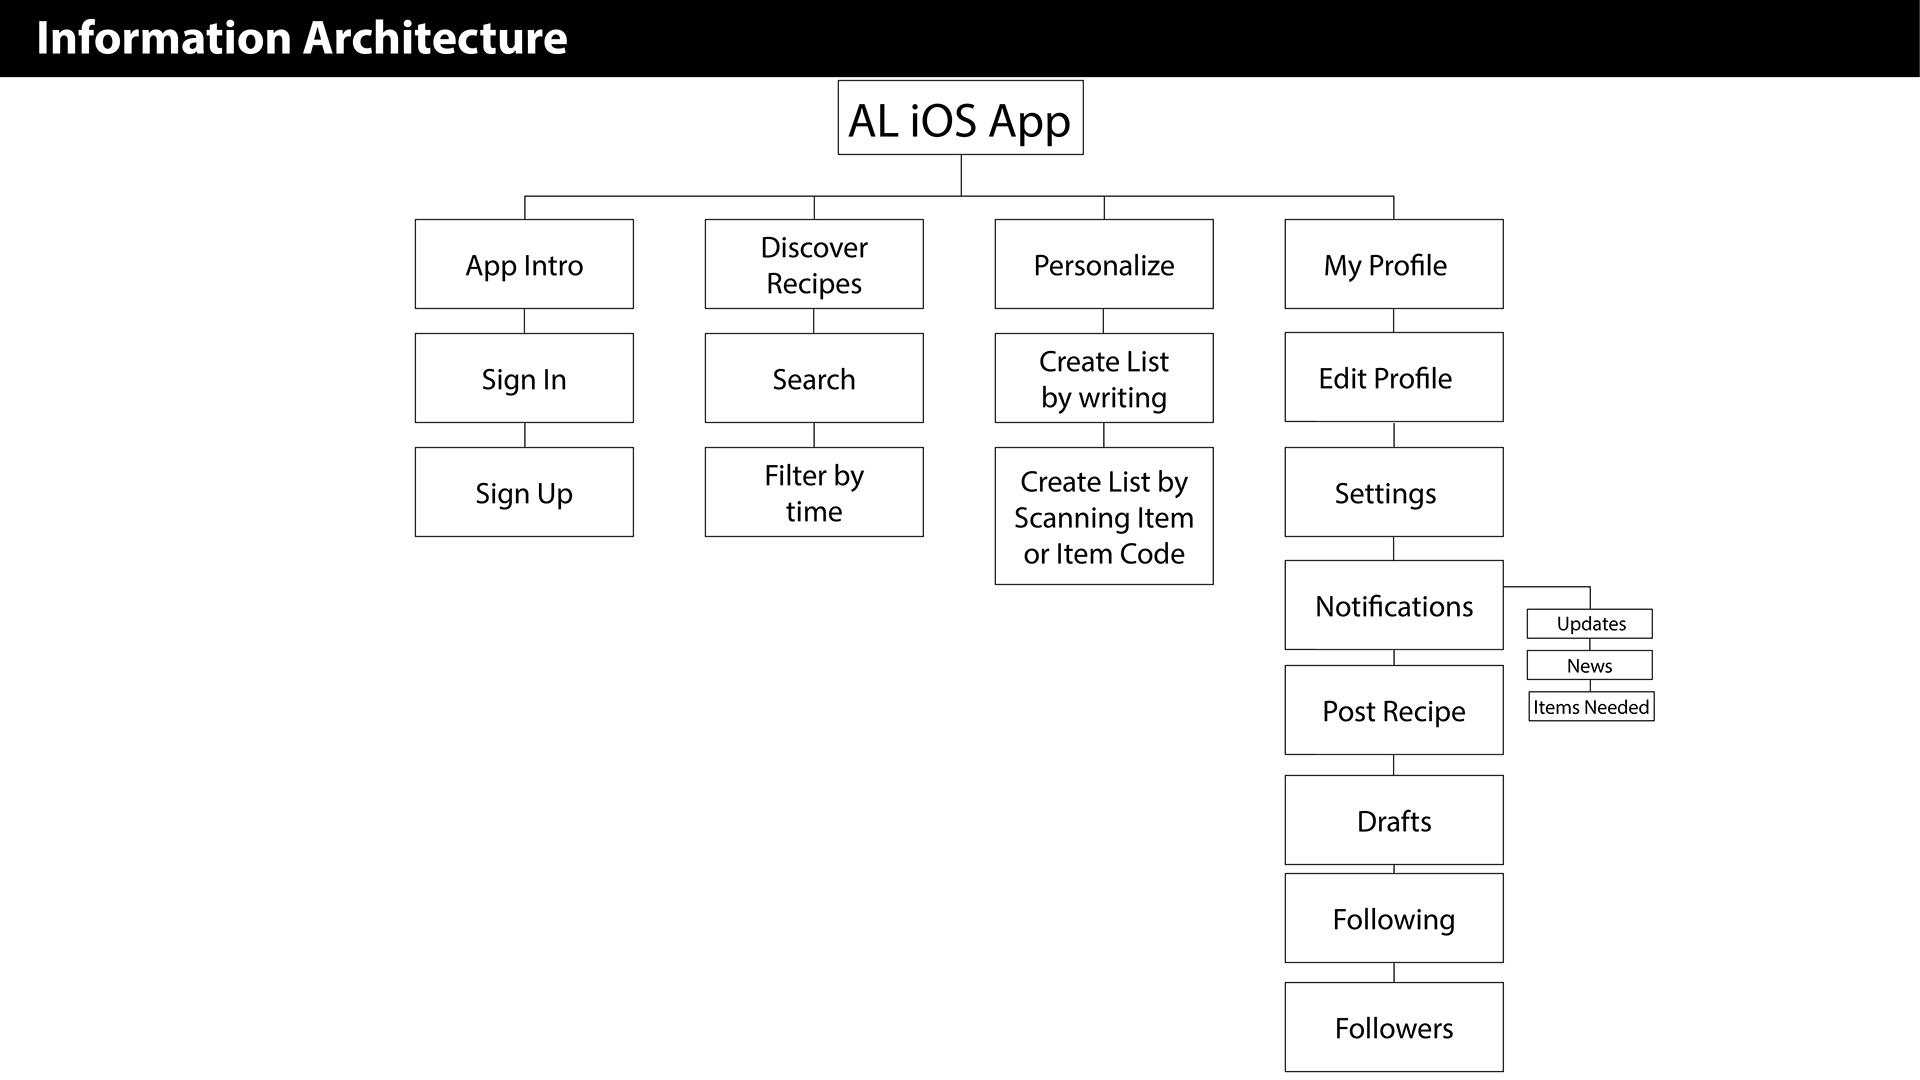 Information Architecture
AL iOS App
App Intro
Sign In
Sign Up
Discover
Recipes
Search
Filter by
time
Personalize
Create List
by writing
Create List by
Scanning Item
or Item Code
My Profile
Edit Profile
Settings
Notifications
Updates
News
Items Needed
Post Recipe
Drafts
Following
Followers